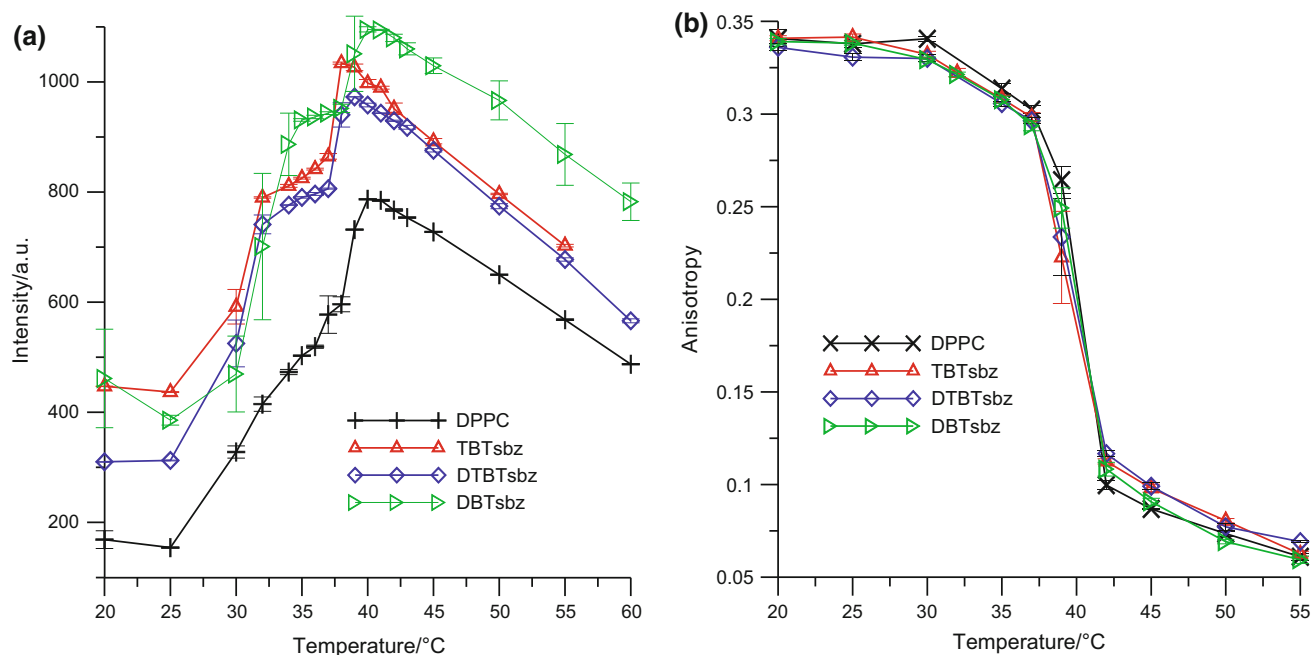 (a)
Intensity/a.u.
1000
800
600
400
200
DPPC
TBTsbz
DTBTsbz
DBTsbz
20 25 30 35 40 45 50 55 60
Temperature/°C
(b)
Anisotropy
0.35
0.3
0.25
0.2
0.15
0.1
0.05
DPPC
TBTsbz
DTBTsbz
DBTsbz
20 25 30 35 40 45 50 55
Temperature/°C